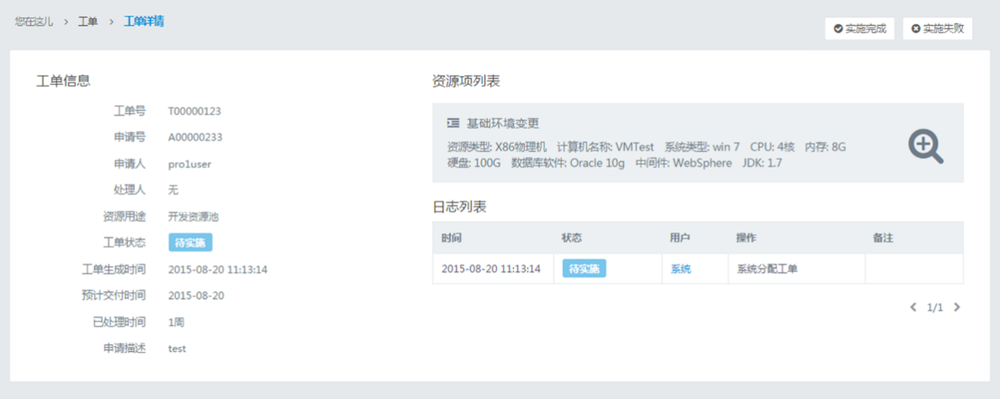 您在这儿 > 工单 > 工单详情
实施完成 实施失败
工单信息
工单号 T00000123
申请号 A00000233
申请人 pro1user
处理人 无
资源用途 开发资源池
工单状态 待实施
工单生成时间 2015-08-20 11:13:14
预计交付时间 2015-08-20
已处理时间 1周
申请描述 test
资源项列表
基础环境变更
资源类型: X86物理机 计算机名称: VMTest 系统类型: win 7 CPU: 4核 内存: 8G
硬盘: 100G 数据库软件: Oracle 10g 中间件: WebSphere JDK: 1.7
日志列表
时间 状态 用户 操作 备注
2015-08-20 11:13:14 待实施 系统 系统分配工单
< 1/1 >